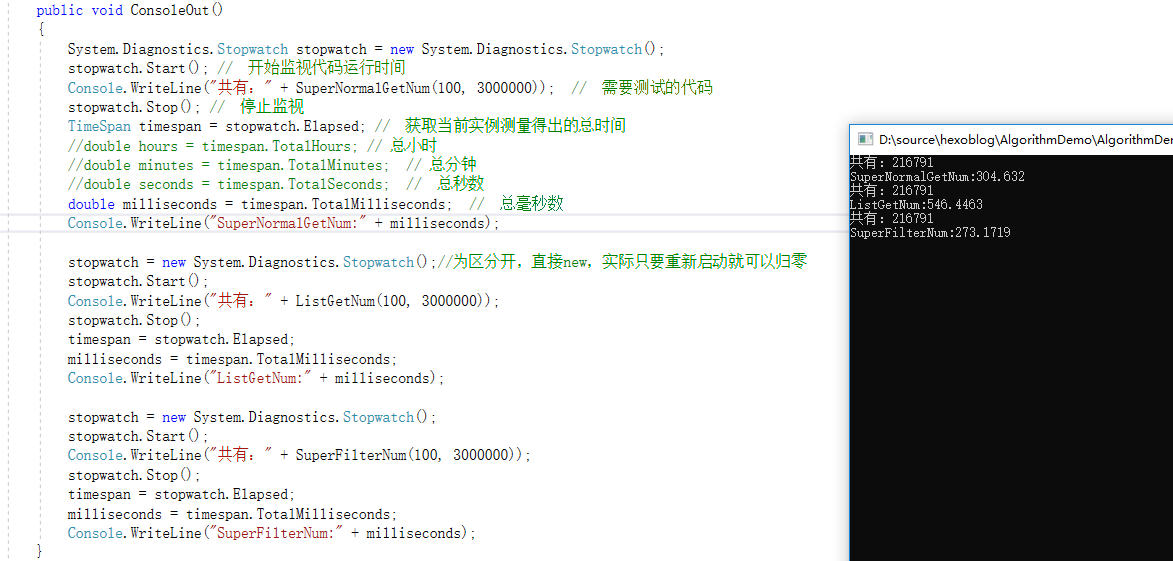 public void ConsoleOut()
{
System.Diagnostics.Stopwatch stopwatch = new System.Diagnostics.Stopwatch();
stopwatch.Start(); //  开始监视代码运行时间
Console.WriteLine("共有：" + SuperNormalGetNum(100, 3000000));  //  需要测试的代码
stopwatch.Stop(); //  停止监视
TimeSpan timespan = stopwatch.Elapsed; //  获取当前实例测量得出的总时间
//double hours = timespan.TotalHours; // 总小时
//double minutes = timespan.TotalMinutes;  // 总分钟
//double seconds = timespan.TotalSeconds;  //  总秒数
double milliseconds = timespan.TotalMilliseconds;  //  总毫秒数
Console.WriteLine("SuperNormalGetNum:" + milliseconds);
stopwatch = new System.Diagnostics.Stopwatch();//为区分开，直接new，实际只要重新启动就可以归零
stopwatch.Start();
Console.WriteLine("共有：" + ListGetNum(100, 3000000));
stopwatch.Stop();
timespan = stopwatch.Elapsed;
milliseconds = timespan.TotalMilliseconds;
Console.WriteLine("ListGetNum:" + milliseconds);
stopwatch = new System.Diagnostics.Stopwatch();
stopwatch.Start();
Console.WriteLine("共有：" + SuperFilterNum(100, 3000000));
stopwatch.Stop();
timespan = stopwatch.Elapsed;
milliseconds = timespan.TotalMilliseconds;
Console.WriteLine("SuperFilterNum:" + milliseconds);
}
D:\source\hexoblog\AlgorithmDemo\AlgorithmDem
共有：216791
SuperNormalGetNum:304.632
共有：216791
ListGetNum:546.4463
共有：216791
SuperFilterNum:273.1719